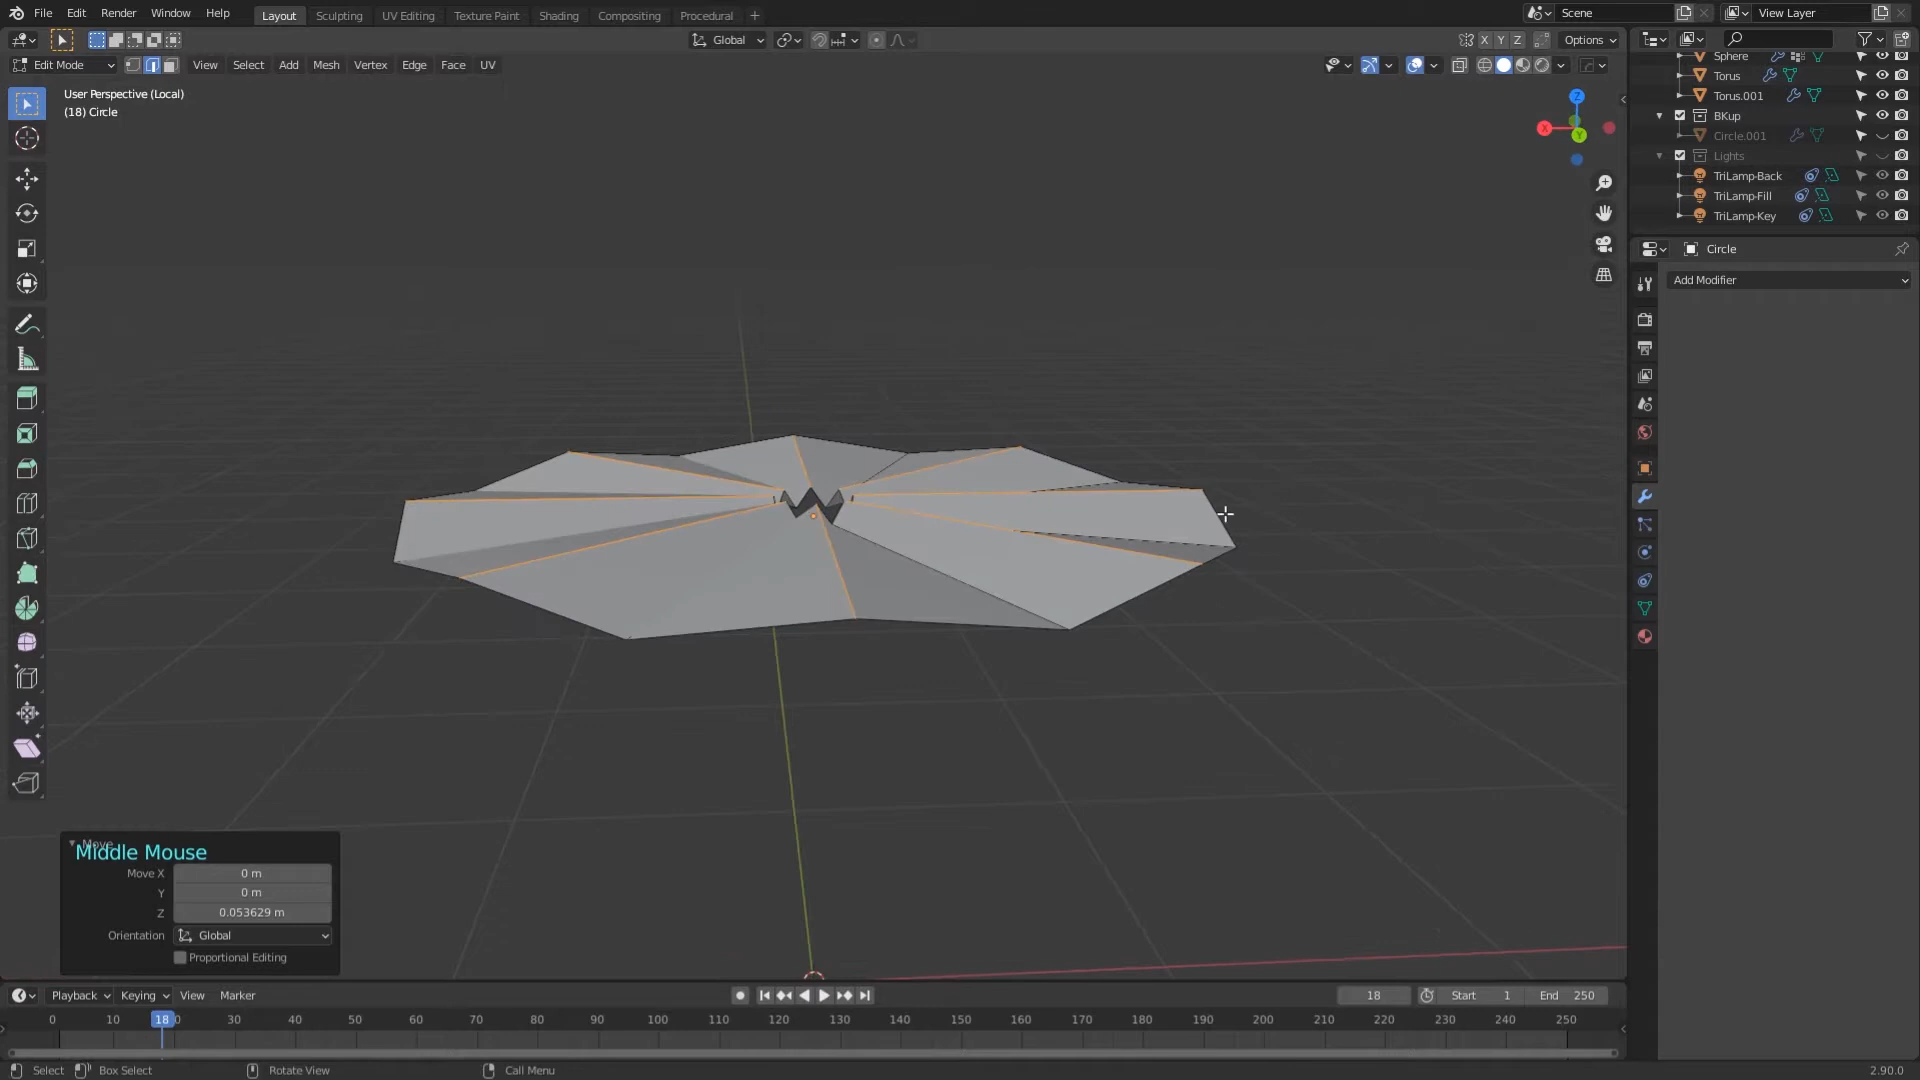 File Edit Render Window Help Layout Sculpting UV Editing Texture Paint Shading Compositing Procedural + Scene View Layer
Global Options
Edit Mode View Select Add Mesh Vertex Edge Face UV X Y Z
User Perspective (Local)
(18) Circle
Z
X
Y
Sphere
Torus
Torus.001
BKup
Circle.001
Lights
TriLamp-Back
TriLamp-Fill
TriLamp-Key
Circle
Add Modifier
Move
Middle Mouse
Move X 0 m
Y 0 m
Z 0.053629 m
Orientation Global
Proportional Editing
Playback Keying View Marker 18 Start 1 End 250
0 10 18 30 40 50 60 70 80 90 100 110 120 130 140 150 160 170 180 190 200 210 220 230 240 250
Select Box Select Rotate View Call Menu 2.90.0